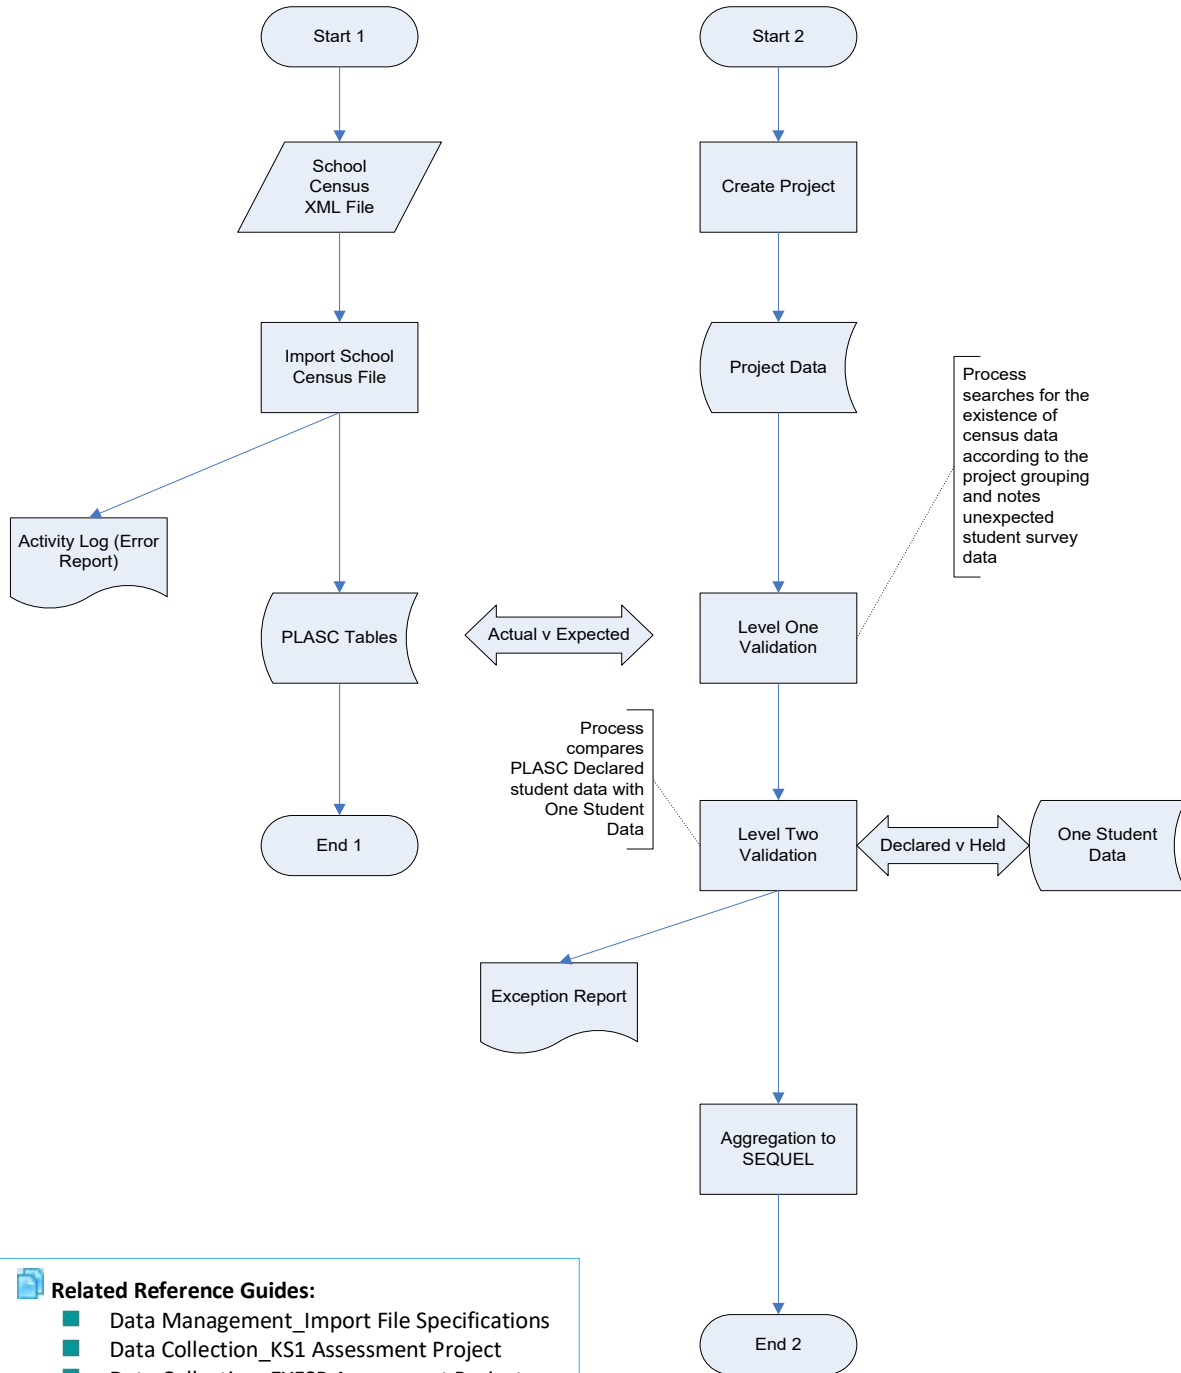 Start 1
Start 2
School
Census
XML File
Create Project
Import School
Census File
Project Data
Process
searches for the
existence of
census data
according to the
project grouping
and notes
unexpected
student survey
data
Activity Log (Error
Report)
PLASC Tables
Actual v Expected
Level One
Validation
Process
compares
PLASC Declared
student data with
One Student
Data
End 1
Level Two
Validation
Declared v Held
One Student
Data
Exception Report
Aggregation to
SEQUEL
Related Reference Guides:
Data Management_Import File Specifications
Data Collection_KS1 Assessment Project
End 2